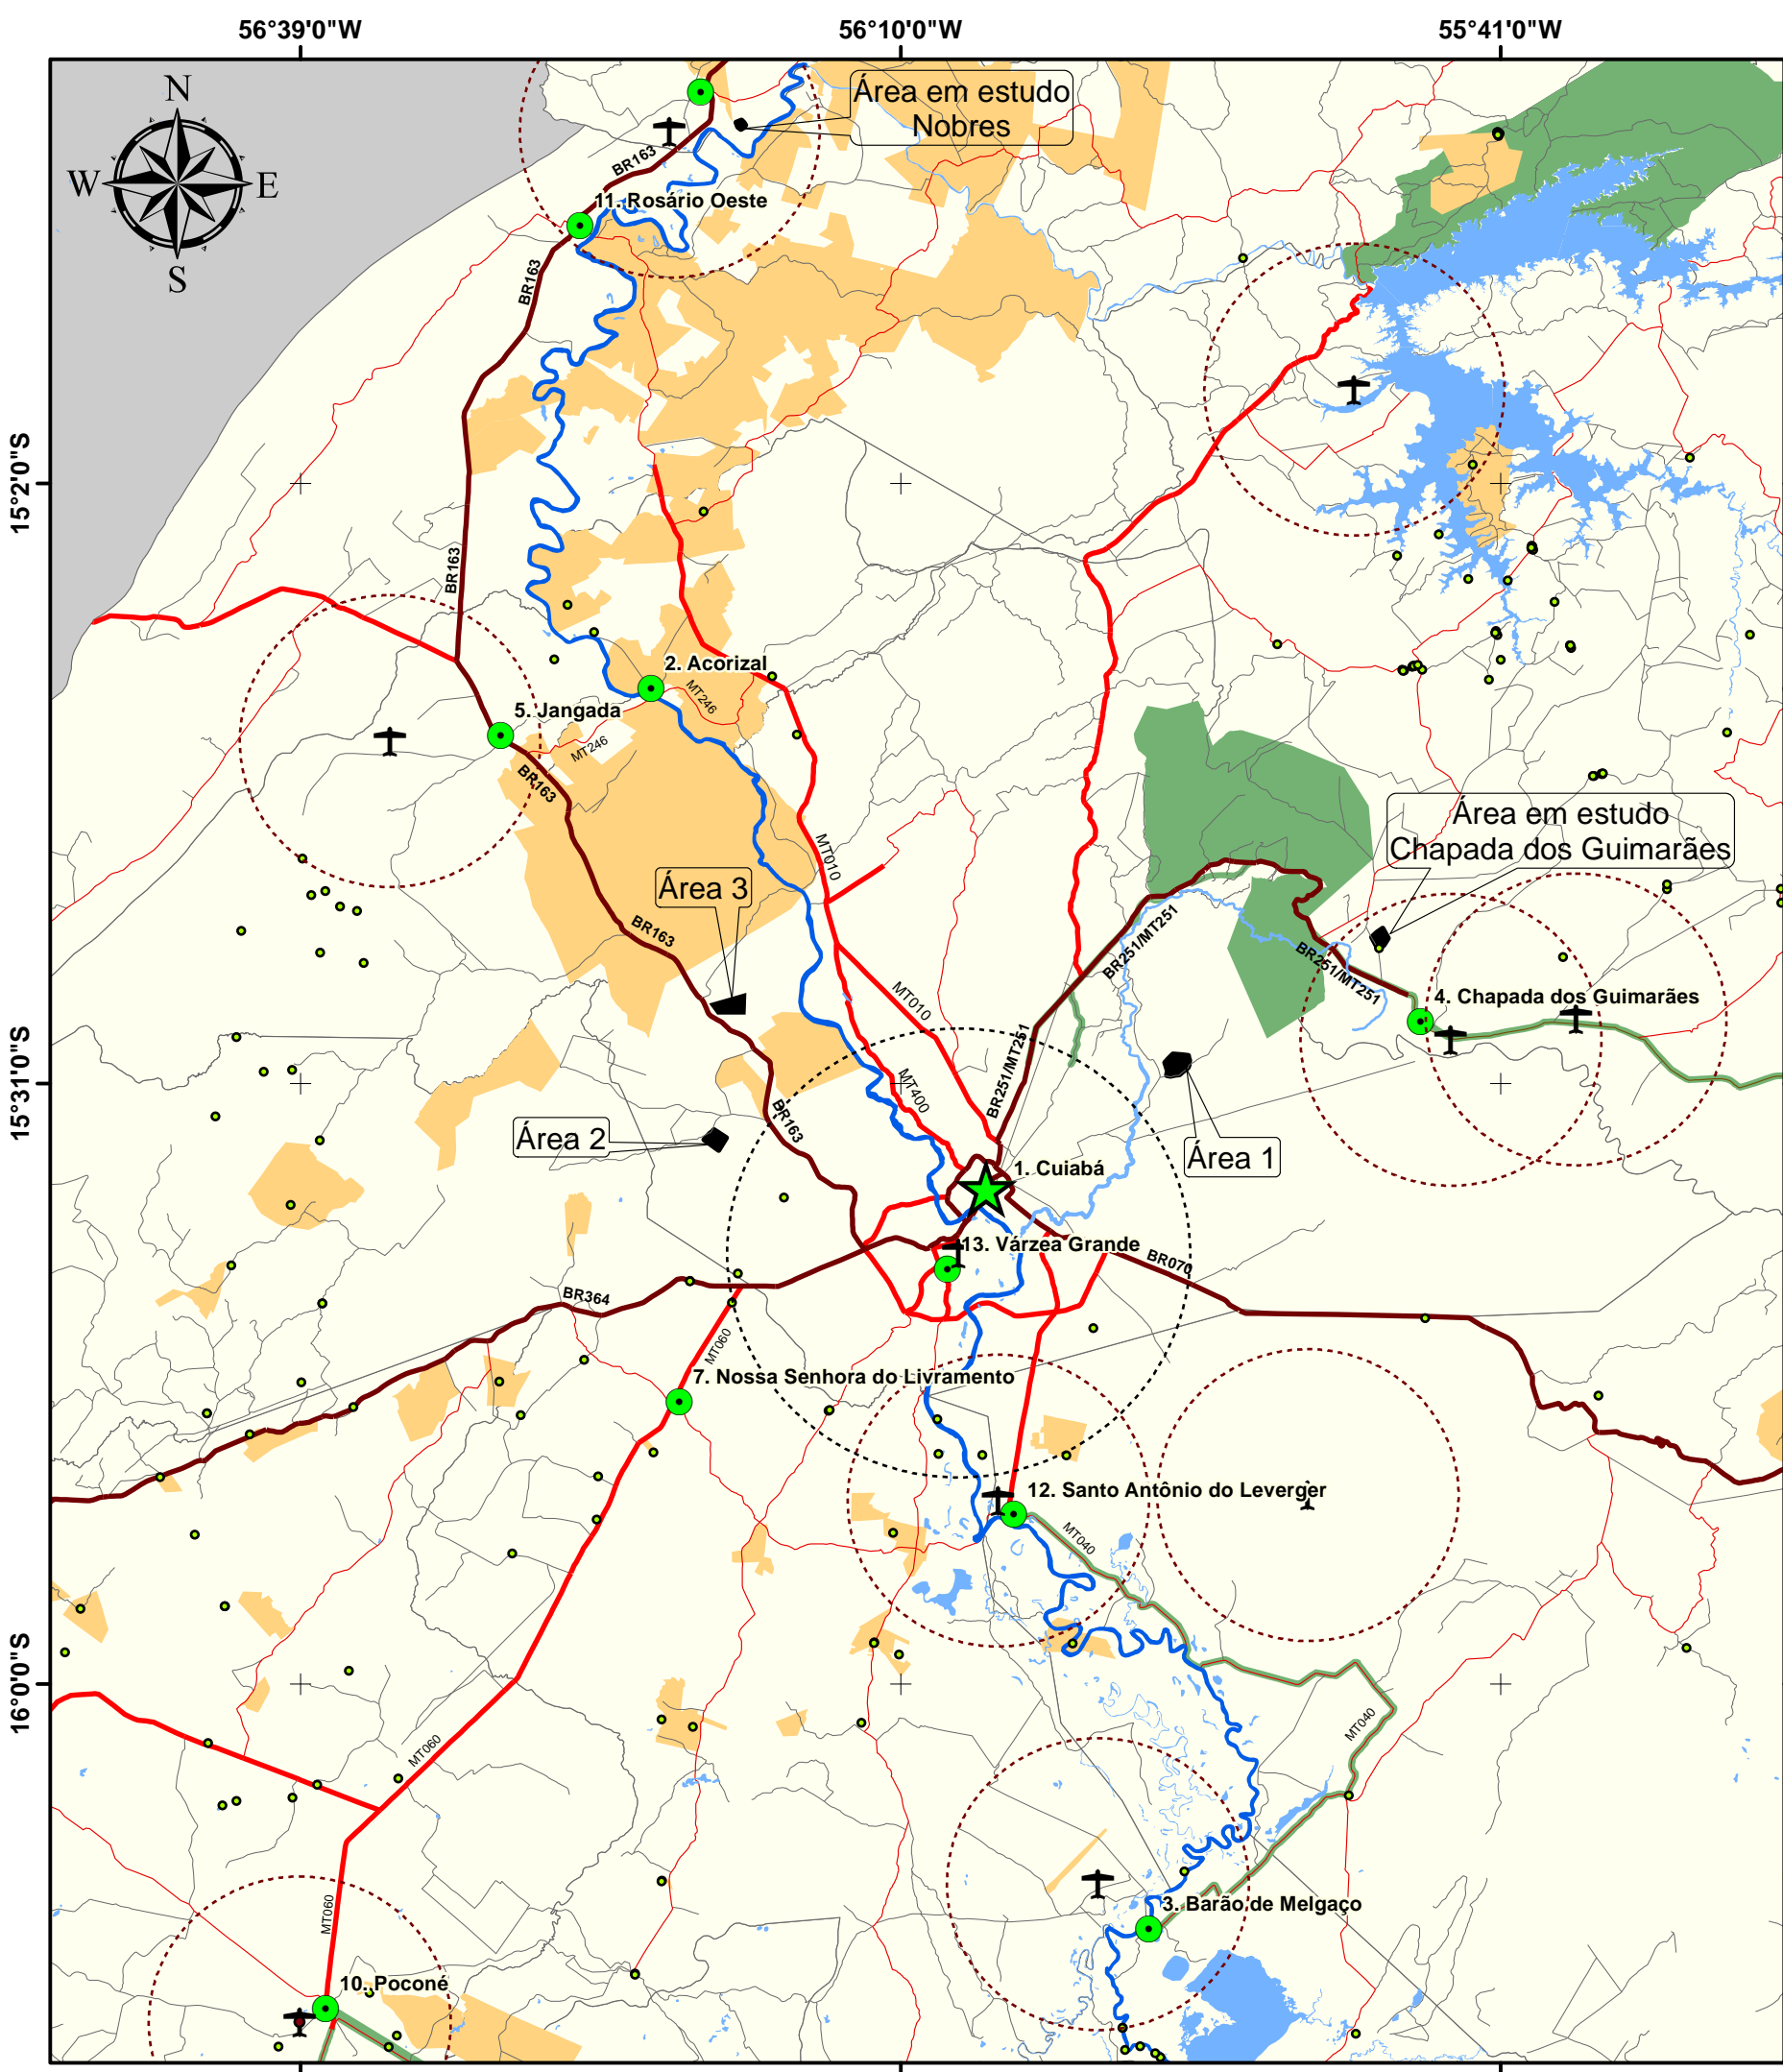 56°39'0"W
56°10'0"W
55°41'0"W
N
W
E
S
Área em estudo
Nobres
BR163
11. Rosário Oeste
BR163
15°2'0"S
BR163
2. Acorizal
MT246
5. Jangada
MT246
BR163
Área em estudo
Chapada dos Guimarães
MT010
Área 3
BR163
BR251/MT251
BR251/MT251
4. Chapada dos Guimarães
MT010
15°31'0"S
BR251/MT251
MT400
BR163
Área 2
Área 1
1. Cuiabá
13. Várzea Grande
BR070
BR364
MT060
7. Nossa Senhora do Livramento
12. Santo Antônio do Leverger
MT040
16°0'0"S
MT040
MT060
3. Barão de Melgaço
MT060
10. Poconé